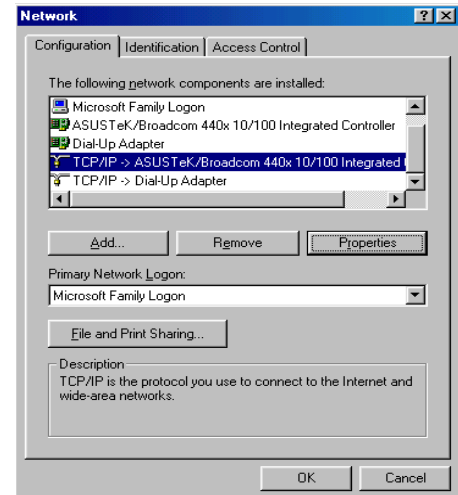 Network
Configuration Identification Access Control
The following network components are installed:
Microsoft Family Logon
ASUSTeK/Broadcom 440x 10/100 Integrated Controller
Dial-Up Adapter
TCP/IP -> ASUSTeK/Broadcom 440x 10/100 Integrated
TCP/IP -> Dial-Up Adapter
Add... Remove Properties
Primary Network Logon:
Microsoft Family Logon
File and Print Sharing...
Description
TCP/IP is the protocol you use to connect to the Internet and
wide-area networks.
OK Cancel